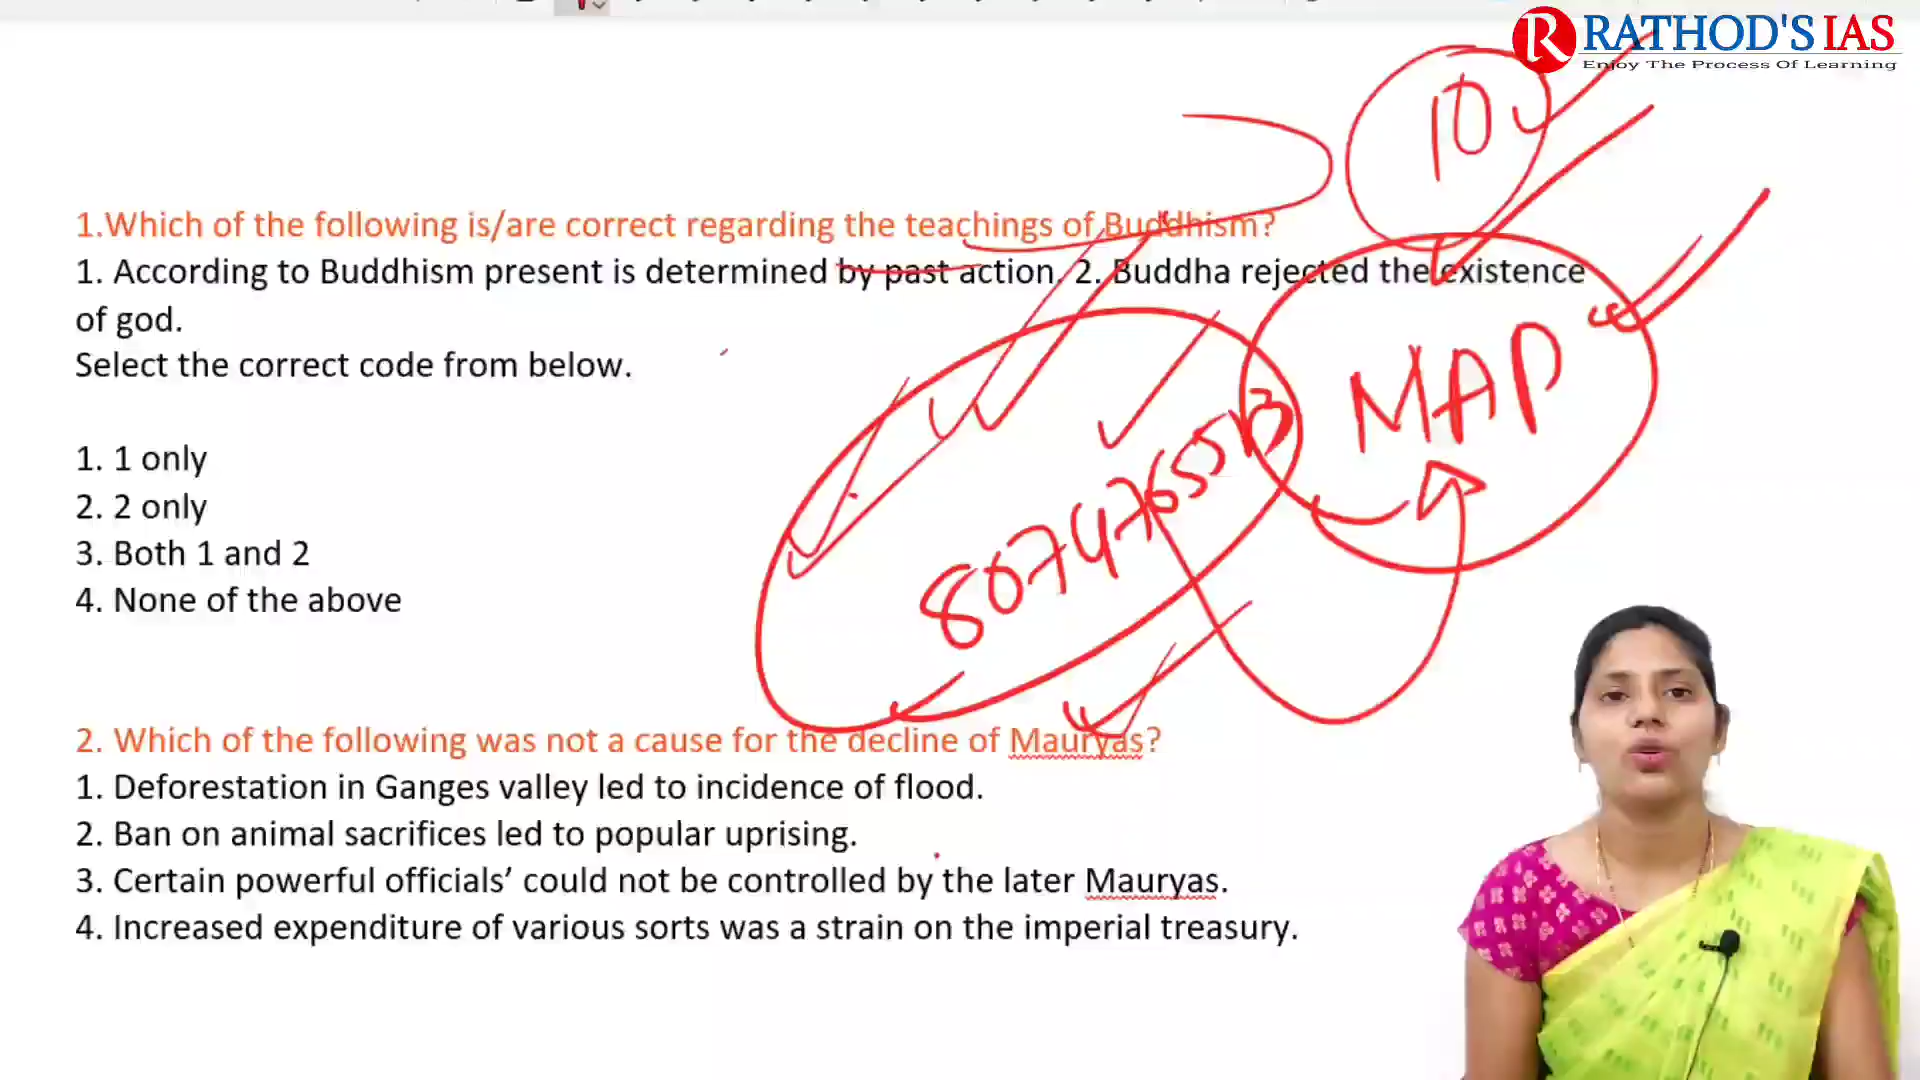 RATHOD'S IAS
Enjoy The Process Of Learning
10
1.Which of the following is/are correct regarding the teachings of Buddhism?
1. According to Buddhism present is determined by past action. 2. Buddha rejected the existence
of god.
Select the correct code from below.
MAP
1. 1 only
2. 2 only
3. Both 1 and 2
4. None of the above
2. Which of the following was not a cause for the decline of Mauryas?
1. Deforestation in Ganges valley led to incidence of flood.
2. Ban on animal sacrifices led to popular uprising.
3. Certain powerful officials’ could not be controlled by the later Mauryas.
4. Increased expenditure of various sorts was a strain on the imperial treasury.